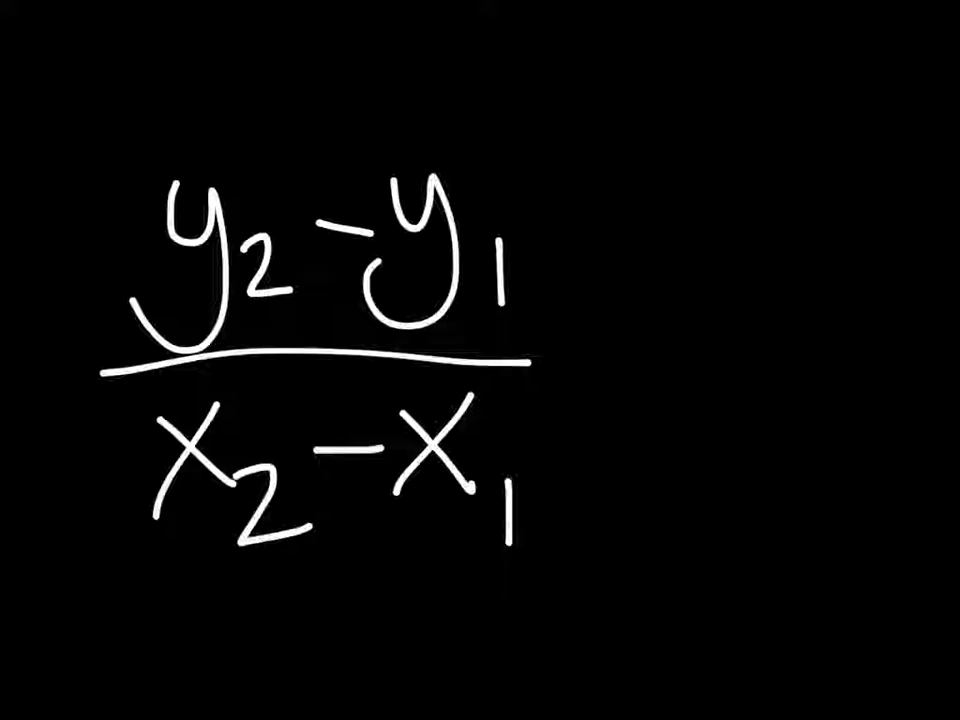 y₂ - y₁
x₂ - x₁